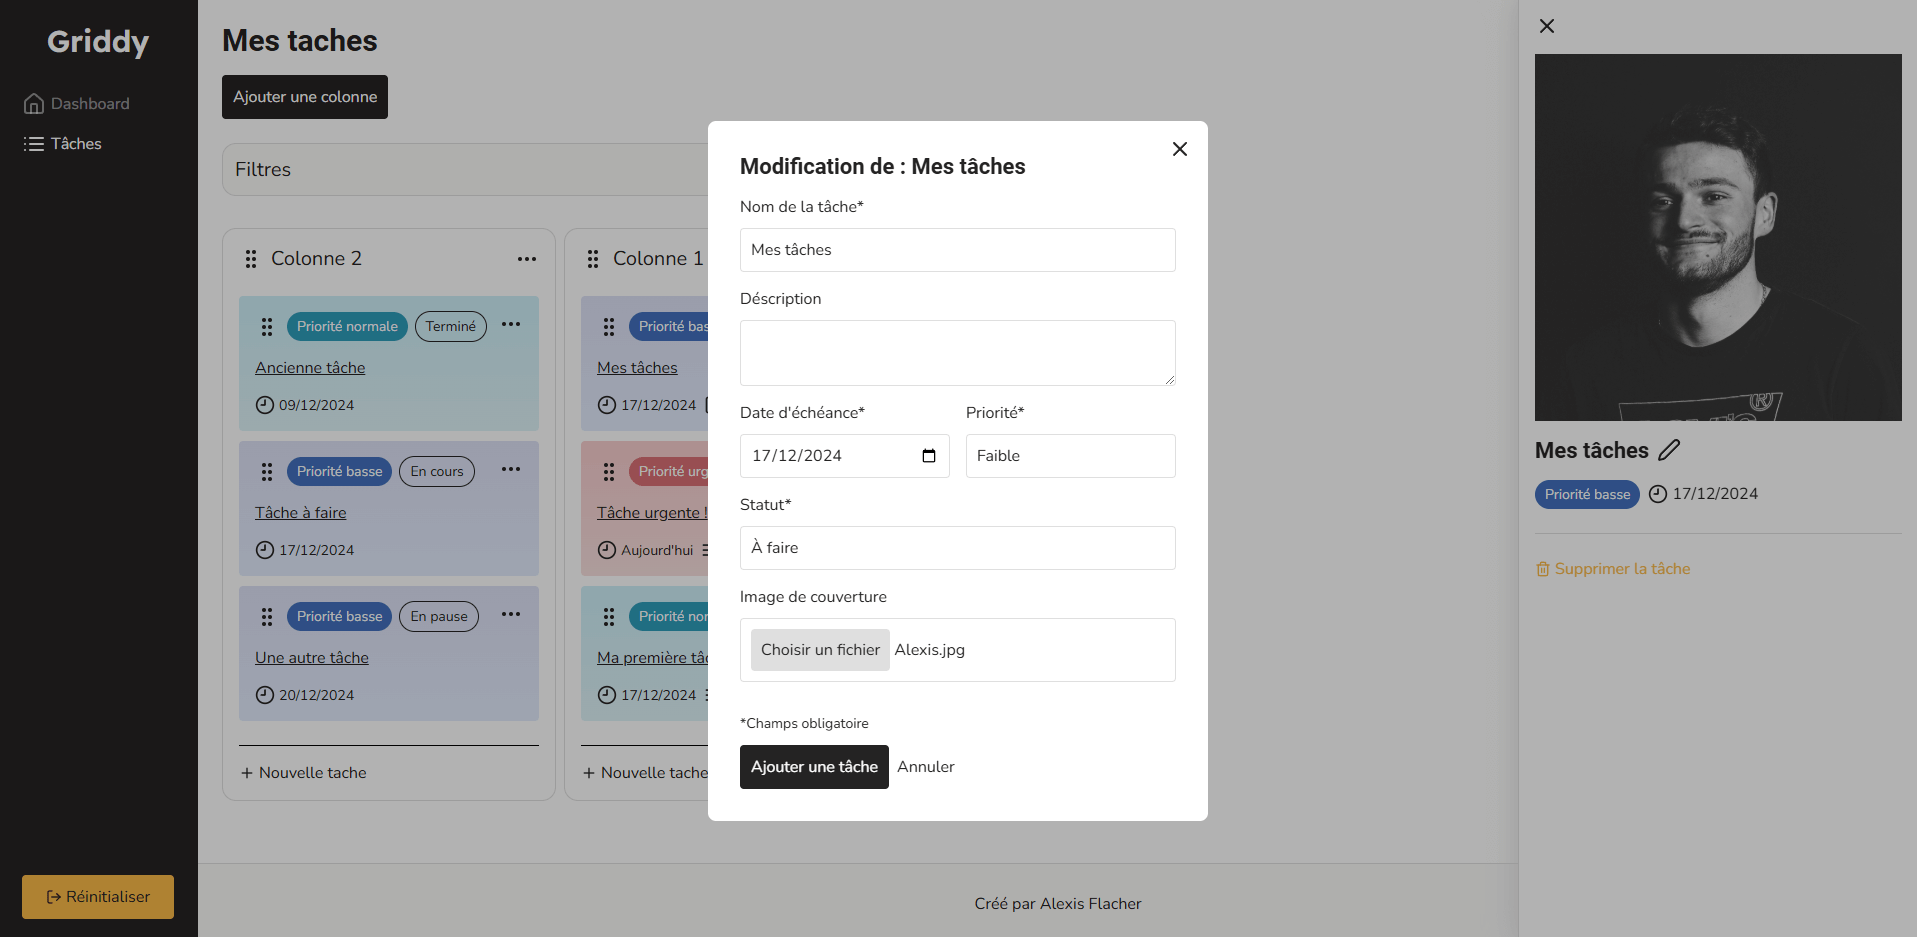 Griddy
Dashboard
Tâches
Réinitialiser
Mes taches
Ajouter une colonne
Filtres
Colonne 2
Priorité normale
Terminé
Ancienne tâche
09/12/2024
Priorité basse
En cours
Tâche à faire
17/12/2024
Priorité basse
En pause
Une autre tâche
20/12/2024
+ Nouvelle tache
Colonne 1
Priorité bas
Mes tâches
17/12/2024
Priorité urg
Tâche urgente !
Aujourd'hui
Priorité nor
Ma première tâc
17/12/2024
+ Nouvelle tache
Modification de : Mes tâches
Nom de la tâche*
Mes tâches
Déscription
Date d'échéance*
Priorité*
17/12/2024
Faible
Statut*
À faire
Image de couverture
Choisir un fichier
Alexis.jpg
*Champs obligatoire
Ajouter une tâche
Annuler
Mes tâches
Priorité basse
17/12/2024
Supprimer la tâche
Créé par Alexis Flacher